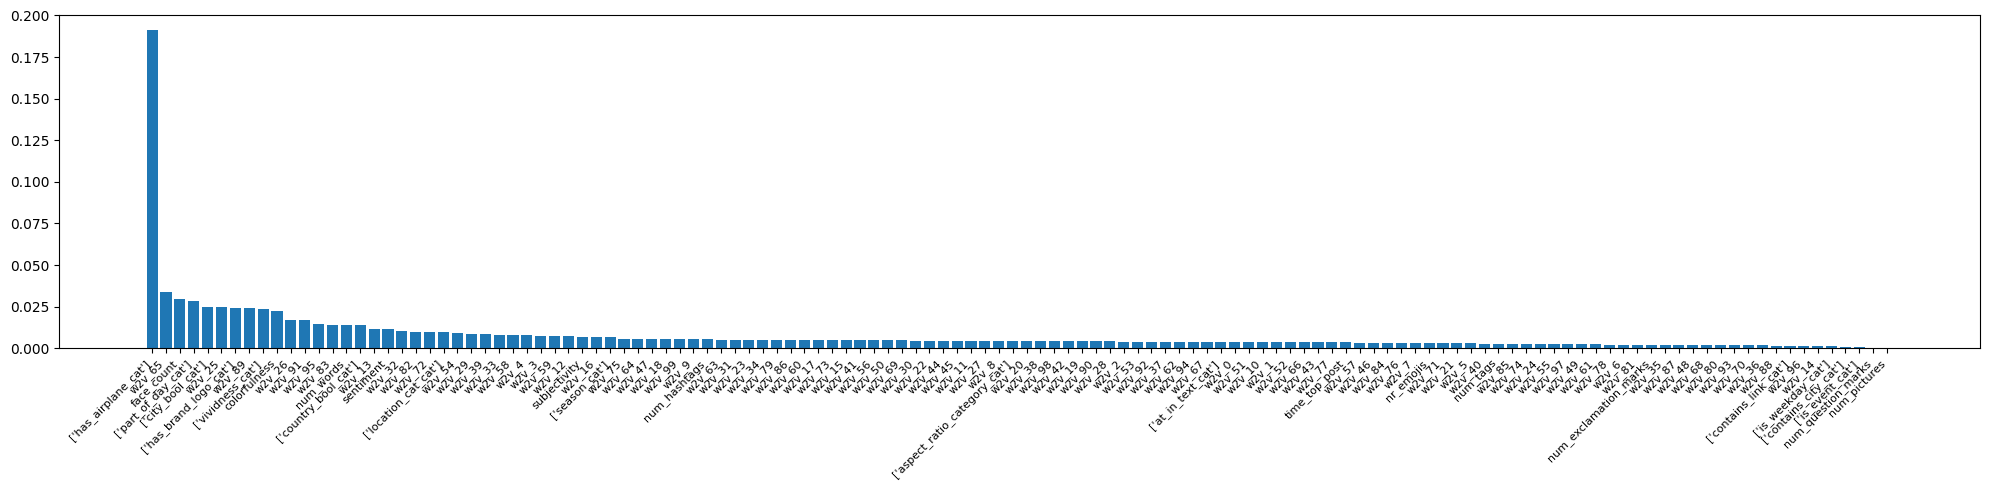 0.200
0.175
0.150
0.125
0.100
0.075
0.050
0.025
0.000
['has_airplane_cat']
w2v_65
face_count
['part_of_day_cat']
['city_bool_cat']
w2v_25
['has_brand_logo_cat']
w2v_89
['vividness_cat']
colorfulness
w2v_36
w2v_91
w2v_95
w2v_83
num_words
['country_bool_cat']
w2v_13
sentiment
w2v_32
w2v_82
w2v_72
['location_cat_cat']
w2v_54
w2v_29
w2v_39
w2v_33
w2v_58
w2v_4
w2v_3
w2v_59
w2v_12
subjectivity
w2v_16
['season_cat']
w2v_75
w2v_64
w2v_47
w2v_18
w2v_99
w2v_9
num_hashtags
w2v_63
w2v_31
w2v_23
w2v_34
w2v_79
w2v_86
w2v_60
w2v_17
w2v_73
w2v_15
w2v_41
w2v_56
w2v_50
w2v_69
w2v_30
w2v_22
w2v_44
w2v_45
w2v_11
w2v_27
w2v_8
['aspect_ratio_category_cat']
w2v_20
w2v_38
w2v_98
w2v_42
w2v_19
w2v_90
w2v_28
w2v_2
w2v_53
w2v_92
w2v_37
w2v_62
w2v_94
w2v_67
['at_in_text_cat']
w2v_0
w2v_51
w2v_10
w2v_1
w2v_52
w2v_66
w2v_43
w2v_77
time_top_post
w2v_57
w2v_46
w2v_84
w2v_76
w2v_7
nr_emojis
w2v_71
w2v_21
w2v_5
w2v_40
num_tags
w2v_85
w2v_74
w2v_24
w2v_55
w2v_97
w2v_49
w2v_61
w2v_78
w2v_6
w2v_81
num_exclamation_marks
w2v_35
w2v_87
w2v_48
w2v_68
w2v_80
w2v_93
w2v_70
w2v_26
w2v_88
['contains_link_cat']
w2v_96
w2v_14
['is_weekday_cat']
['contains_city_cat']
['is_event_cat']
num_question_marks
num_pictures